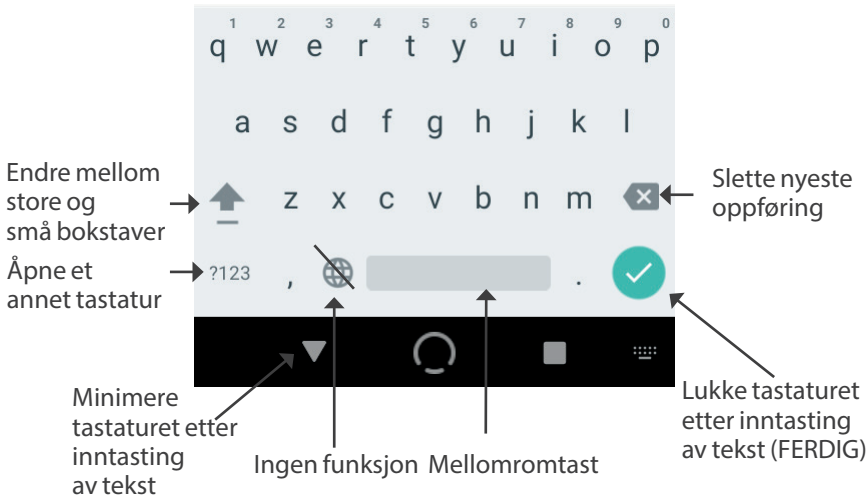 1 2 3 4 5 6 7 8 9 0
q w e r t y u i o p
a s d f g h j k l
Endre mellom
store og
små bokstaver
z x c v b n m
Slette nyeste
oppføring
Åpne et
annet tastatur
?123 , .
Minimere
tastaturet etter
inntasting
av tekst
Ingen funksjon
Mellomromtast
Lukke tastaturet
etter inntasting
av tekst (FERDIG)